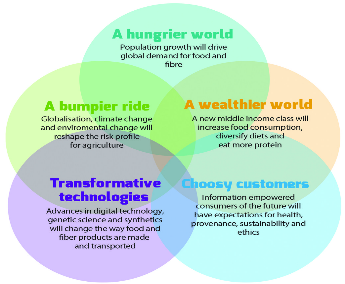 A hungrier world
Population growth will drive
global demand for food and
fibre
A bumpier ride
Globalisation, climate change
and enviromental change will
reshape the risk profile
for agriculture
A wealthier world
A new middle income class will
increase food consumption,
diversify diets and
eat more protein
Transformative
technologies
Advances in digital technology,
genetic science and synthetics
will change the way food and
fiber products are made
and transported
Choosy customers
Information empowered
consumers of the future will
have expectations for health,
provenance, sustainability and
ethics